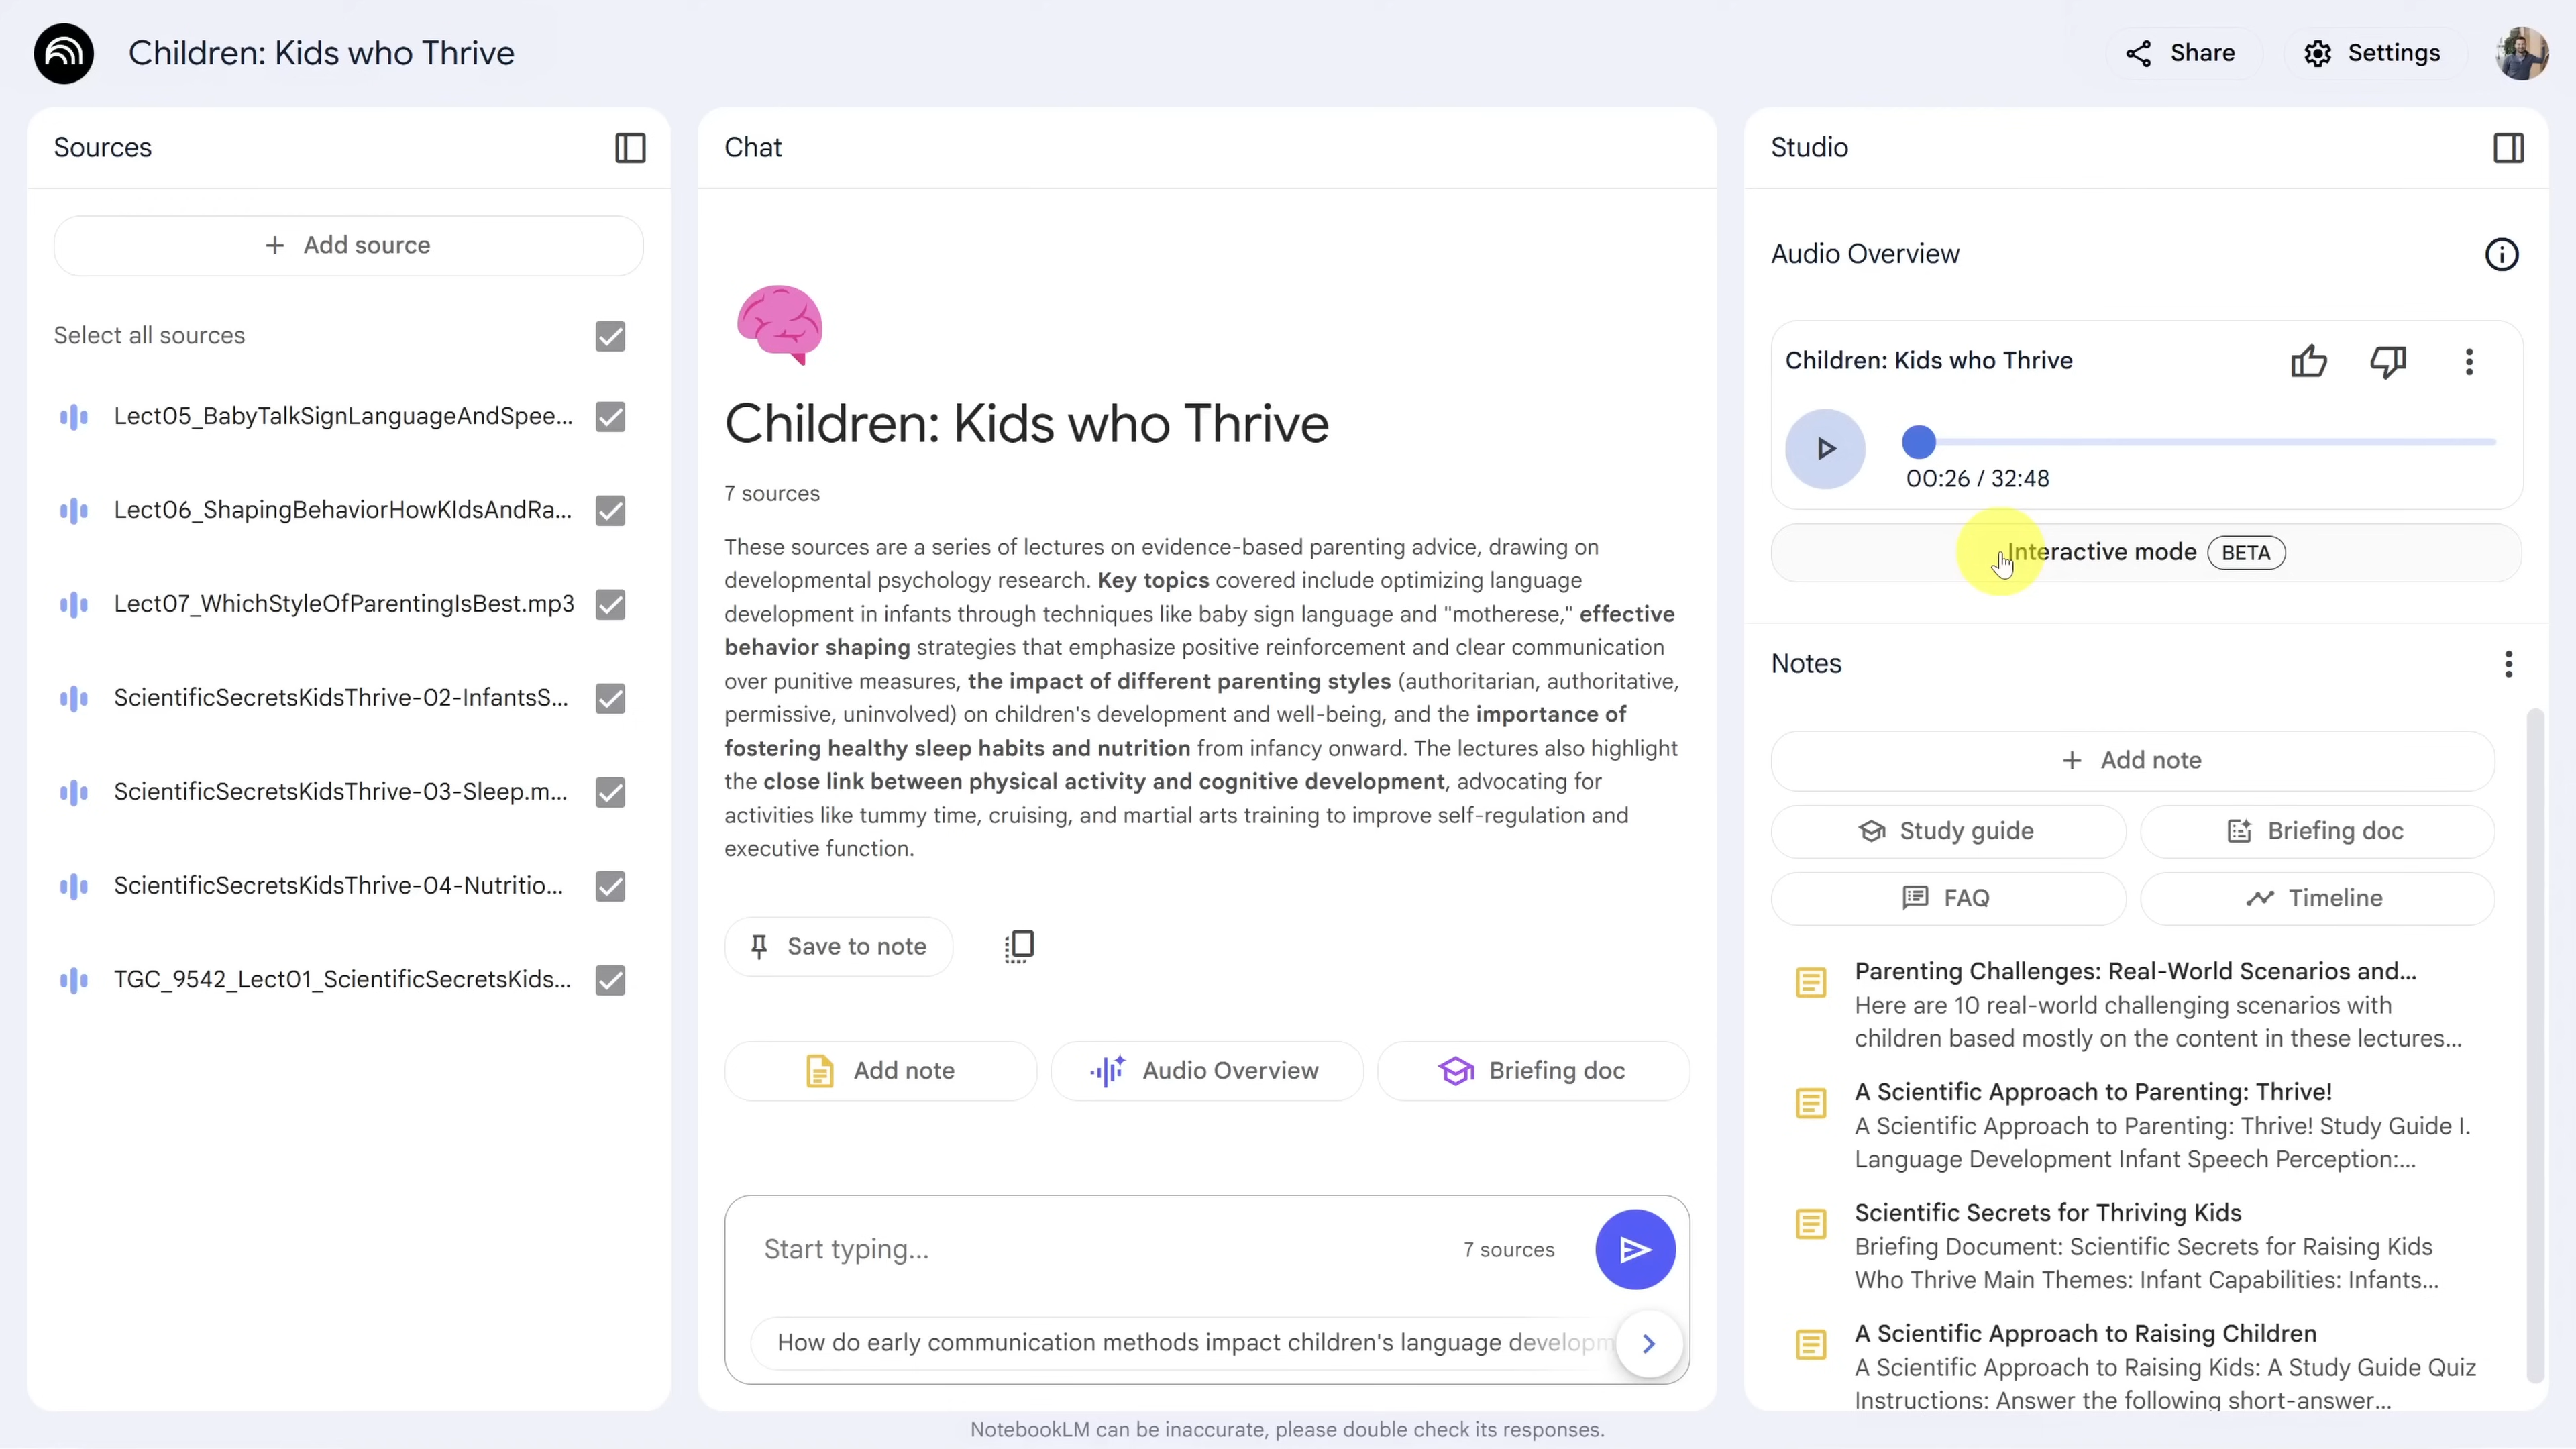 Children: Kids who Thrive
Share
Settings
Sources
Add source
Select all sources
Lect05_BabyTalkSignLanguageAndSpee...
Lect06_ShapingBehaviorHowKIdsAndRa...
Lect07_WhichStyleOfParentingIsBest.mp3
ScientificSecretsKidsThrive-02-InfantsS...
ScientificSecretsKidsThrive-03-Sleep.m...
ScientificSecretsKidsThrive-04-Nutritio...
TGC_9542_Lect01_ScientificSecretsKids...
Chat
Children: Kids who Thrive
7 sources
These sources are a series of lectures on evidence-based parenting advice, drawing on
developmental psychology research. Key topics covered include optimizing language
development in infants through techniques like baby sign language and "motherese," effective
behavior shaping strategies that emphasize positive reinforcement and clear communication
over punitive measures, the impact of different parenting styles (authoritarian, authoritative,
permissive, uninvolved) on children's development and well-being, and the importance of
fostering healthy sleep habits and nutrition from infancy onward. The lectures also highlight
the close link between physical activity and cognitive development, advocating for
activities like tummy time, cruising, and martial arts training to improve self-regulation and
executive function.
Save to note
Add note
Audio Overview
Briefing doc
Start typing...
7 sources
How do early communication methods impact children's language developm
Studio
Audio Overview
Children: Kids who Thrive
00:26 / 32:48
Interactive mode BETA
Notes
Add note
Study guide
Briefing doc
FAQ
Timeline
Parenting Challenges: Real-World Scenarios and...
Here are 10 real-world challenging scenarios with
children based mostly on the content in these lectures...
A Scientific Approach to Parenting: Thrive!
A Scientific Approach to Parenting: Thrive! Study Guide I.
Language Development Infant Speech Perception:...
Scientific Secrets for Thriving Kids
Briefing Document: Scientific Secrets for Raising Kids
Who Thrive Main Themes: Infant Capabilities: Infants...
A Scientific Approach to Raising Children
A Scientific Approach to Raising Kids: A Study Guide Quiz
Instructions: Answer the following short-answer...
NotebookLM can be inaccurate, please double check its responses.